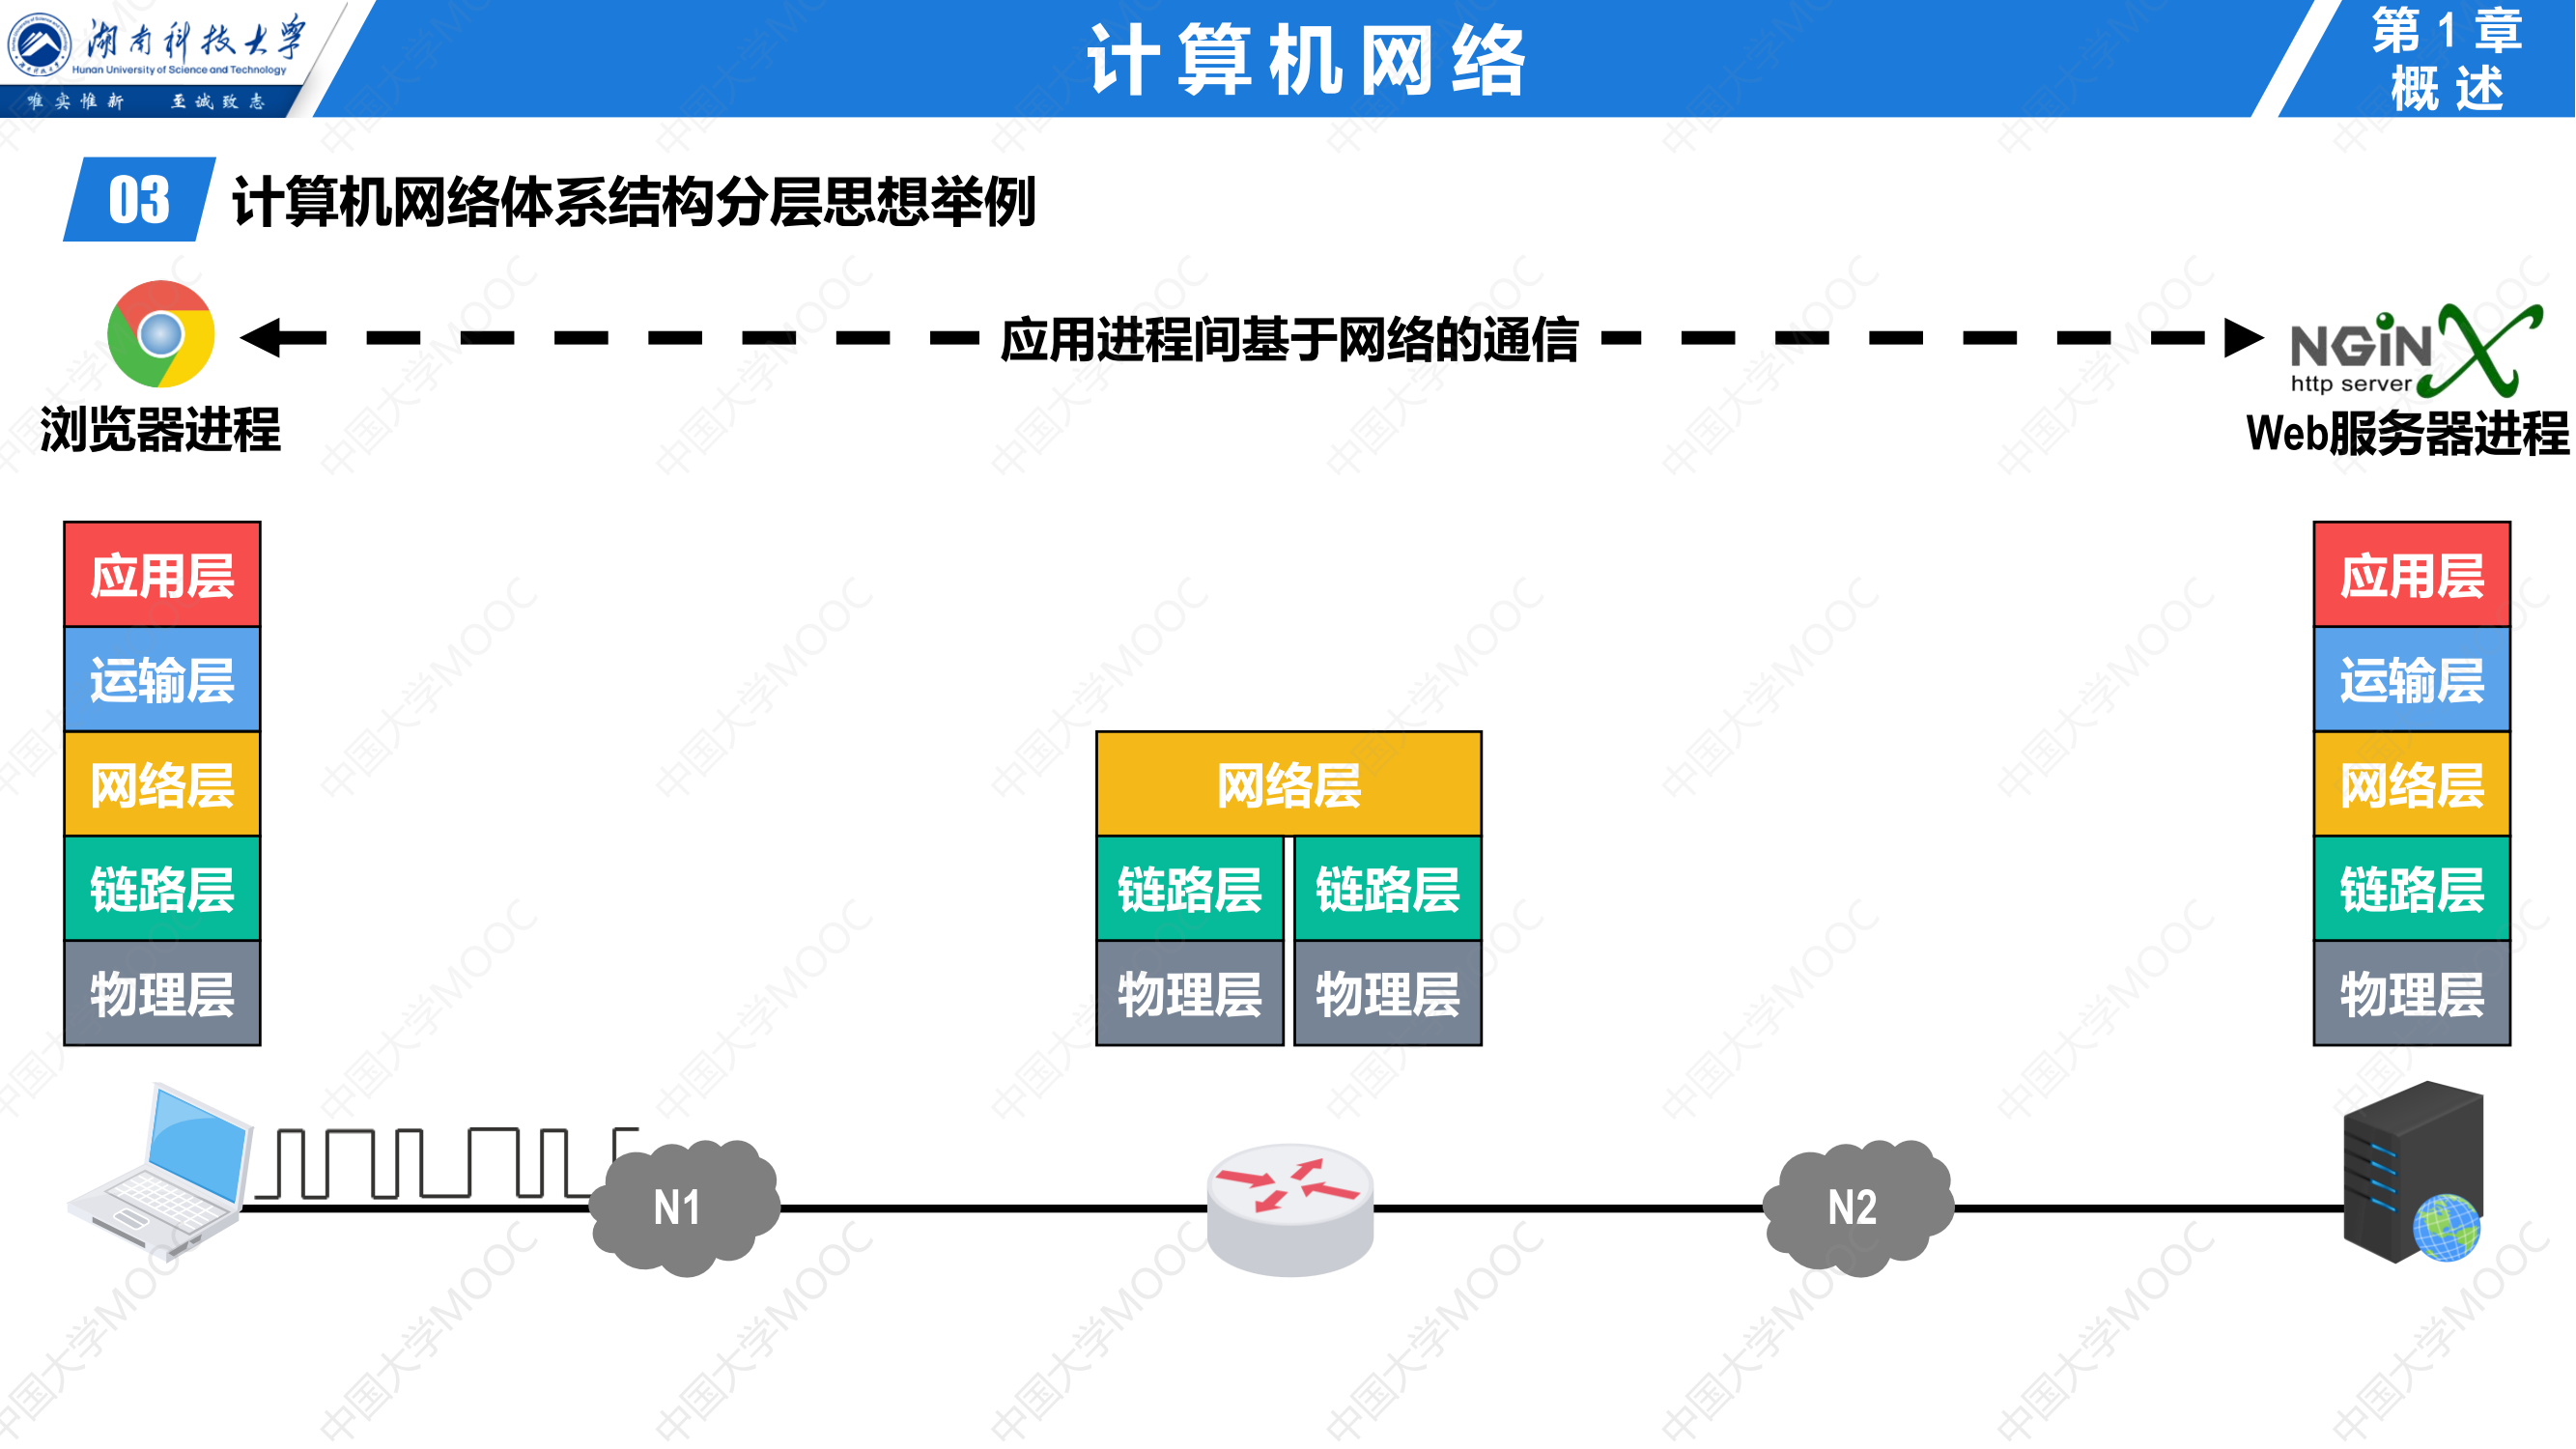 湖南科技大学
Hunan University of Science and Technology
唯实惟新 至诚致志
计算机网络
第1章
概述
03 计算机网络体系结构分层思想举例
应用进程间基于网络的通信
NGiNX
http server
浏览器进程
Web服务器进程
应用层
运输层
网络层
链路层
物理层
网络层
链路层 链路层
物理层 物理层
应用层
运输层
网络层
链路层
物理层
N1
N2
中国大学MOOC